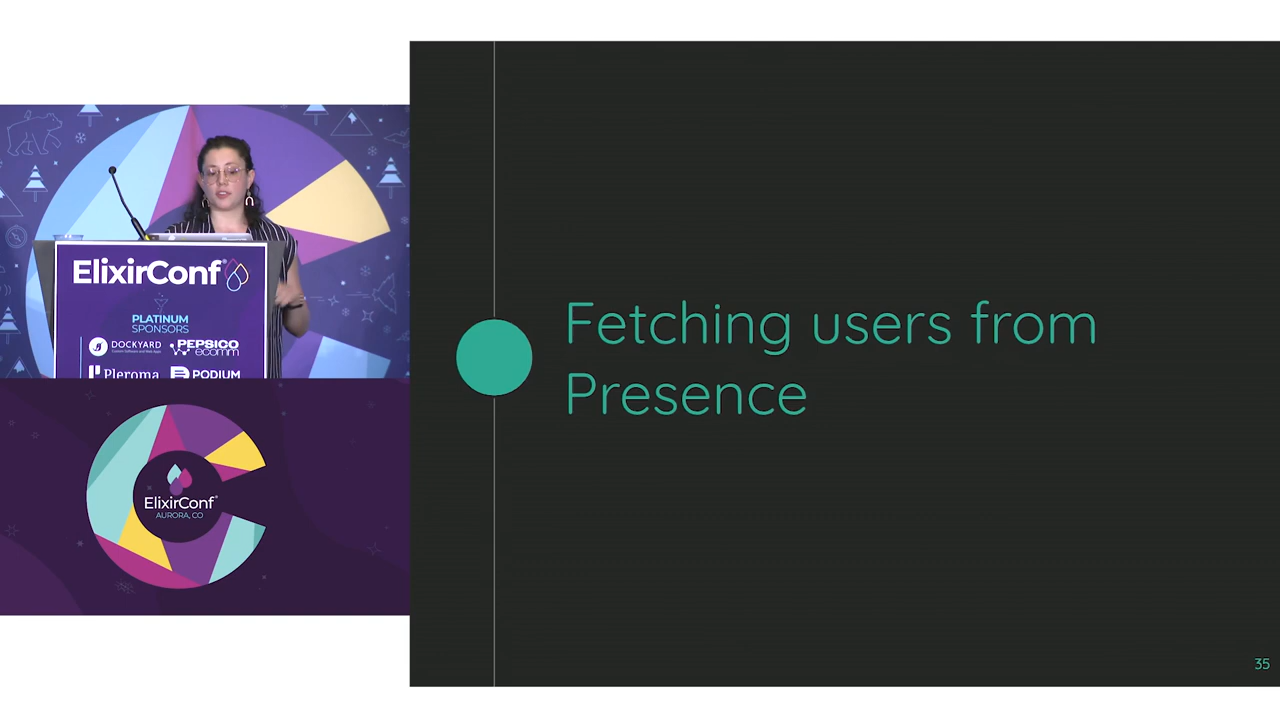 ElixirConf
PLATINUM
SPONSORS
DOCKYARD
PEPSICO
ecomm
Pleroma
PODIUM
ElixirConf
AURORA, CO
Fetching users from
Presence
35